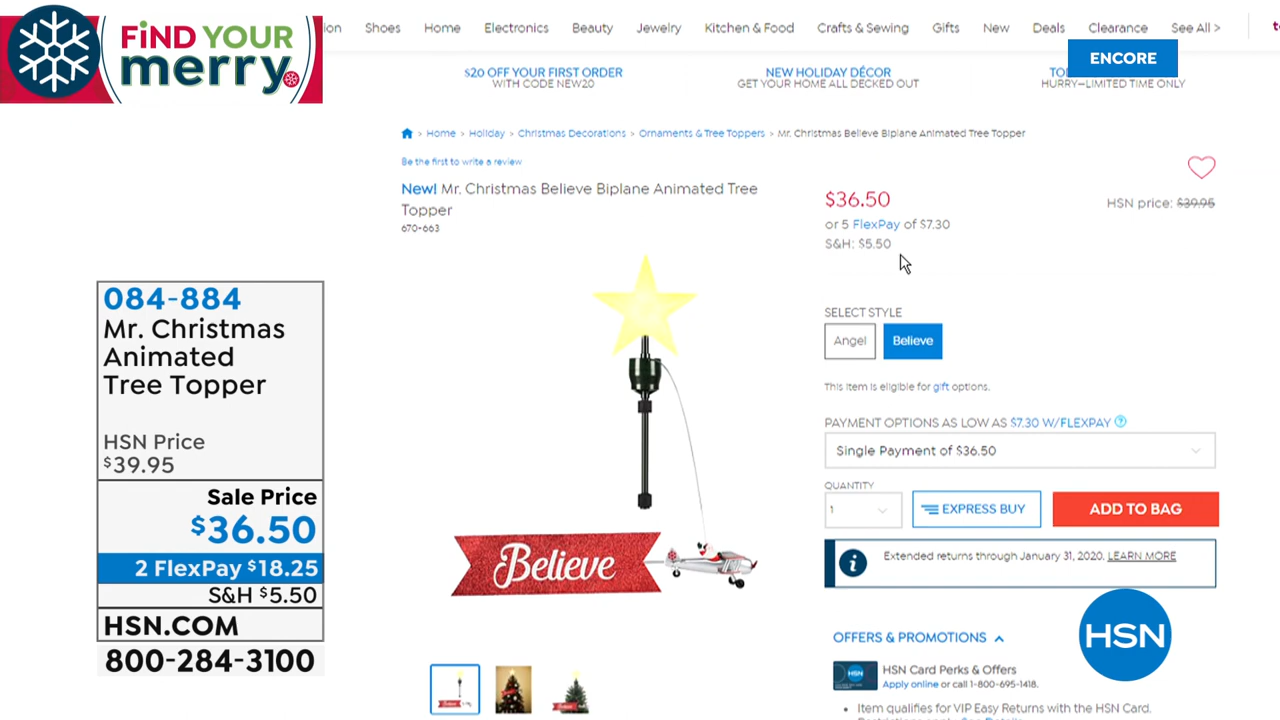 FiND YOUR
merry.
ion Shoes Home Electronics Beauty Jewelry Kitchen & Food Crafts & Sewing Gifts New Deals Clearance See All >
ENCORE
$20 OFF YOUR FIRST ORDER
WITH CODE NEW20
NEW HOLIDAY DÉCOR
GET YOUR HOME ALL DECKED OUT
HURRY—LIMITED TIME ONLY
> Home > Holiday > Christmas Decorations > Ornaments & Tree Toppers > Mr. Christmas Believe Biplane Animated Tree Topper
Be the first to write a review
New! Mr. Christmas Believe Biplane Animated Tree
Topper
670-663
$36.50
HSN price: $39.95
or 5 FlexPay of $7.30
S&H: $5.50
SELECT STYLE
Angel Believe
This item is eligible for gift options.
PAYMENT OPTIONS AS LOW AS $7.30 W/FLEXPAY ?
Single Payment of $36.50
QUANTITY
1
EXPRESS BUY
ADD TO BAG
Extended returns through January 31, 2020. LEARN MORE
OFFERS & PROMOTIONS
HSN Card Perks & Offers
Apply online or call 1-800-695-1418.
• Item qualifies for VIP Easy Returns with the HSN Card.
Believe
HSN
084-884
Mr. Christmas
Animated
Tree Topper
HSN Price
$39.95
Sale Price
$36.50
2 FlexPay $18.25
S&H $5.50
HSN.COM
800-284-3100